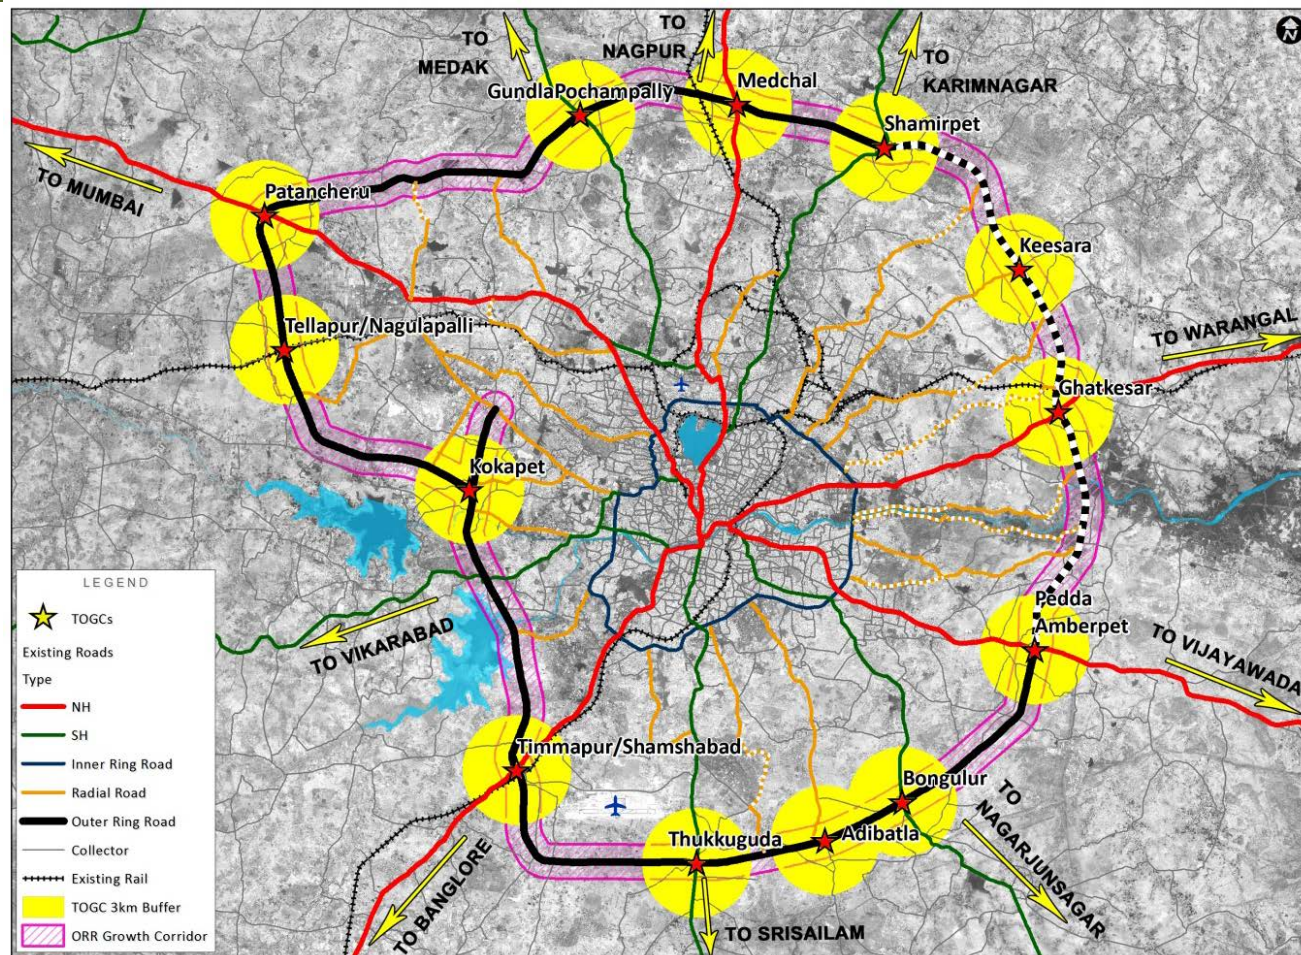 TO
MEDAK
TO
NAGPUR
TO
KARIMNAGAR
N
GundlaPochampally
Medchal
Shamirpet
TO MUMBAI
Patancheru
Keesara
Tellapur/Nagulapalli
TO WARANGAL
Ghatkesar
Kokapet
Pedda
Amberpet
TO VIKARABAD
TO VIJAYAWADA
Timmapur/Shamshabad
Bongulur
Thukkuguda
Adibatla
TO
NAGARJUNSAGAR
TO BANGLORE
TO SRISAILAM
LEGEND
TOGCs
Existing Roads
Type
NH
SH
Inner Ring Road
Radial Road
Outer Ring Road
Collector
Existing Rail
TOGC 3km Buffer
ORR Growth Corridor